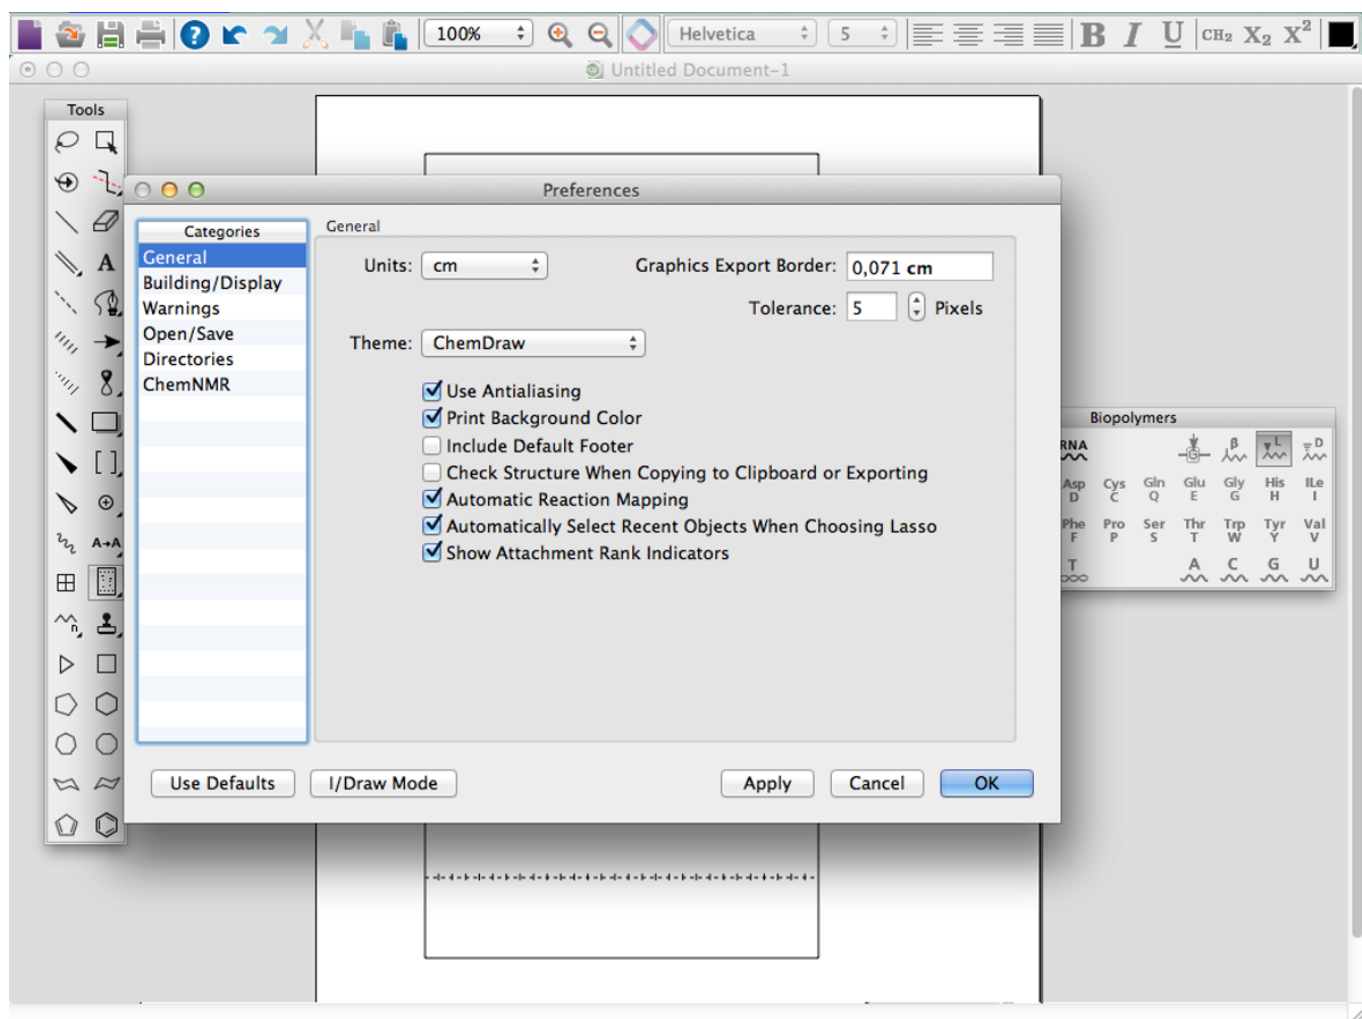 100%
Helvetica
5
B I U CH2 X2 X2
Untitled Document-1
Tools
A
A→A
n
Preferences
Categories
General
Building/Display
Warnings
Open/Save
Directories
ChemNMR
General
Units: cm
Graphics Export Border: 0,071 cm
Tolerance: 5 Pixels
Theme: ChemDraw
Use Antialiasing
Print Background Color
Include Default Footer
Check Structure When Copying to Clipboard or Exporting
Automatic Reaction Mapping
Automatically Select Recent Objects When Choosing Lasso
Show Attachment Rank Indicators
Use Defaults
I/Draw Mode
Apply
Cancel
OK
Biopolymers
RNA G β L D
Asp Cys Gln Glu Gly His ILe
D C Q E G H I
Phe Pro Ser Thr Trp Tyr Val
F P S T W Y V
T A C G U